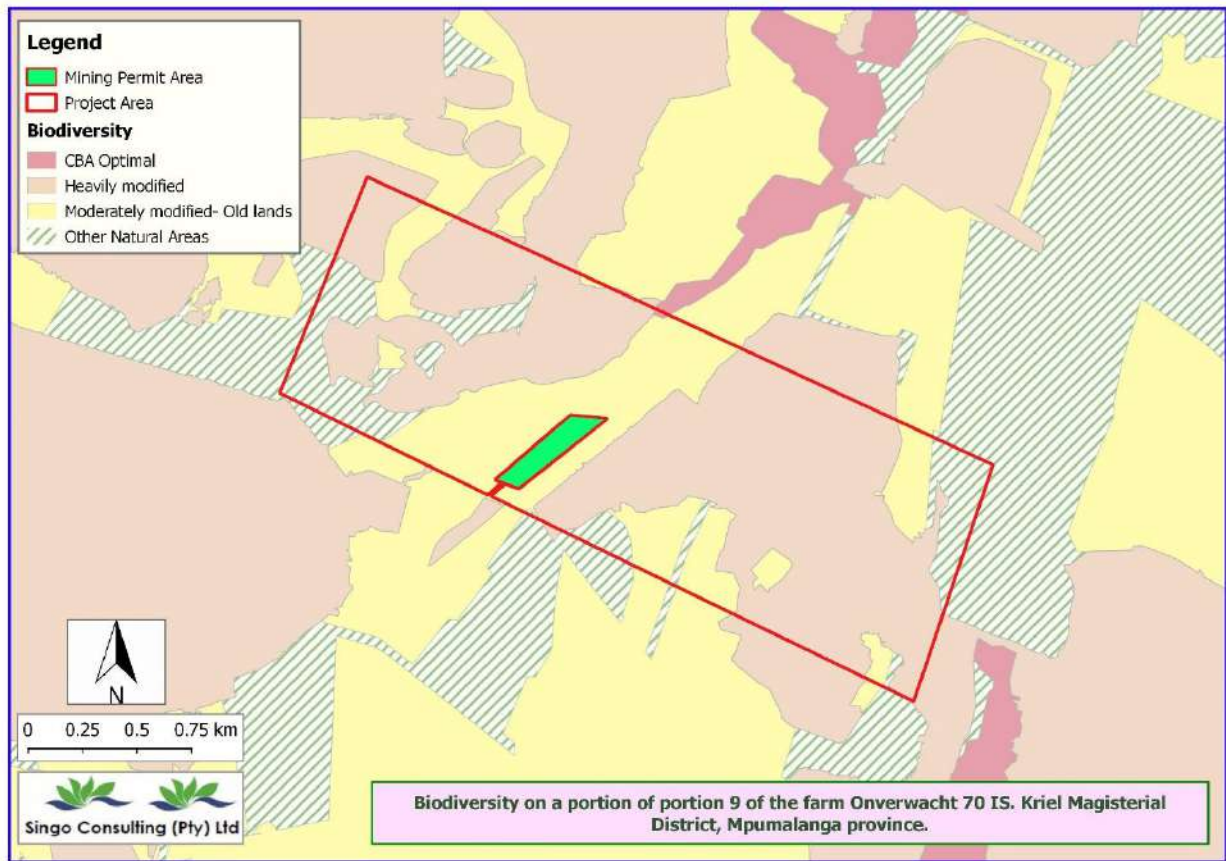 Legend
Mining Permit Area
Project Area
Biodiversity
CBA Optimal
Heavily modified
Moderately modified- Old lands
Other Natural Areas
N
0 0.25 0.5 0.75 km
Singo Consulting (Pty) Ltd
Biodiversity on a portion of portion 9 of the farm Onverwacht 70 IS. Kriel Magisterial
District, Mpumalanga province.